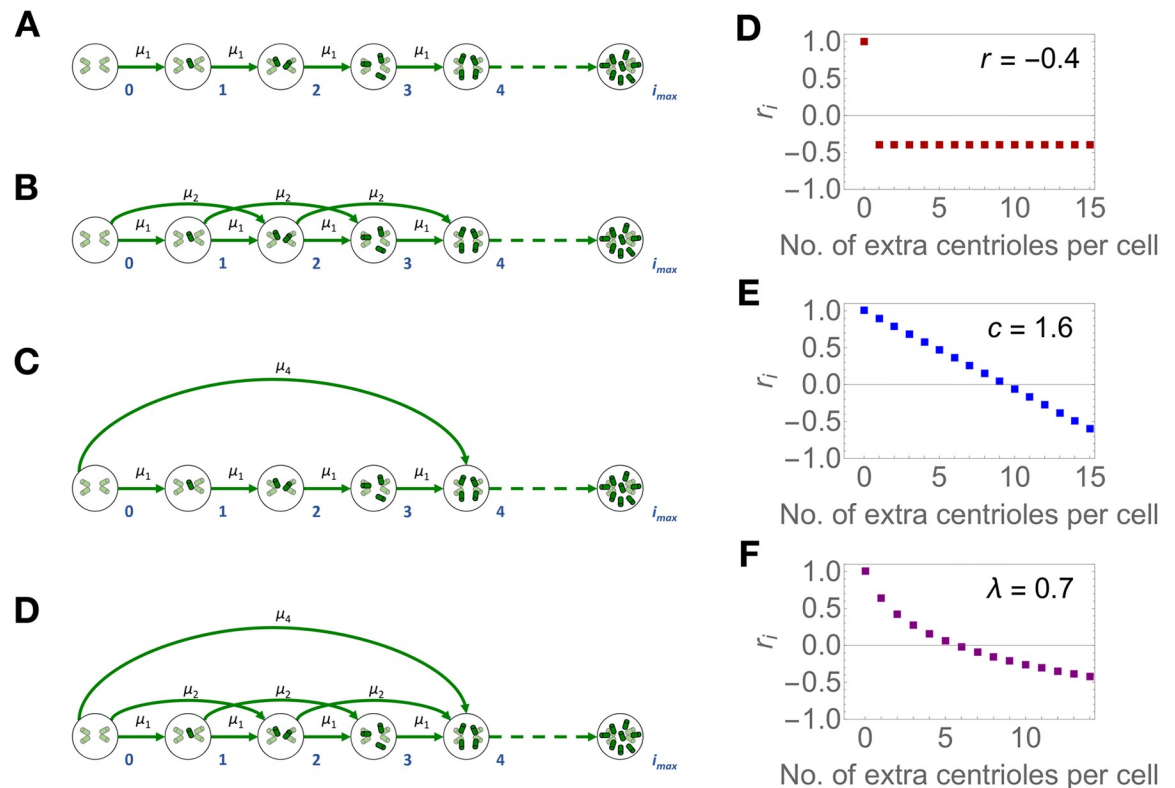 A
μ1 μ1 μ1 μ1
0 1 2 3 4 imax
B
μ2 μ2 μ2
μ1 μ1 μ1 μ1
0 1 2 3 4 imax
C
μ4
μ1 μ1 μ1 μ1
0 1 2 3 4 imax
D
μ4
μ2 μ2 μ2
μ1 μ1 μ1 μ1
0 1 2 3 4 imax
D
r = −0.4
1.0
0.5
0.0
−0.5
−1.0
ri
0 5 10 15
No. of extra centrioles per cell
E
c = 1.6
1.0
0.5
0.0
−0.5
−1.0
ri
0 5 10 15
No. of extra centrioles per cell
F
λ = 0.7
1.0
0.5
0.0
−0.5
−1.0
ri
0 5 10
No. of extra centrioles per cell